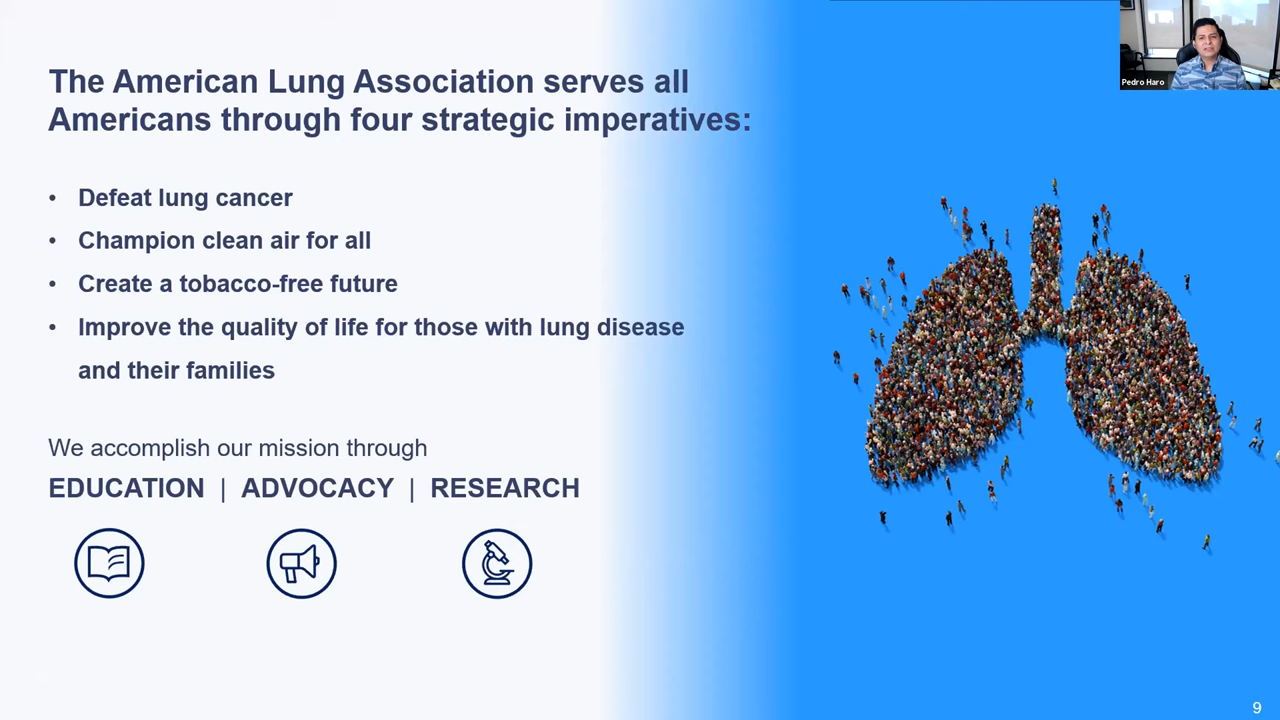 The American Lung Association serves all
Americans through four strategic imperatives:
• Defeat lung cancer
• Champion clean air for all
• Create a tobacco-free future
• Improve the quality of life for those with lung disease
and their families
We accomplish our mission through
EDUCATION | ADVOCACY | RESEARCH
Pedro Haro
9